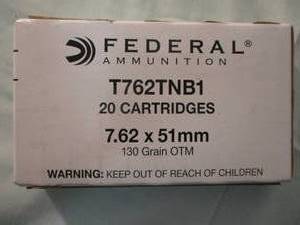 FEDERAL®
AMMUNITION
T762TNB1
20 CARTRIDGES
7.62 x 51mm
130 Grain OTM
WARNING: KEEP OUT OF REACH OF CHILDREN